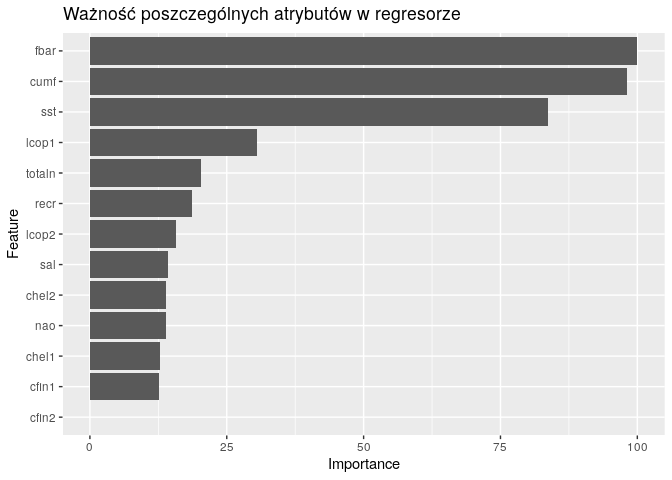 Ważność poszczególnych atrybutów w regresorze
fbar
cumf
sst
lcop1
totaln
recr
lcop2
sal
chel2
nao
chel1
cfin1
cfin2
Feature
0 25 50 75 100
Importance